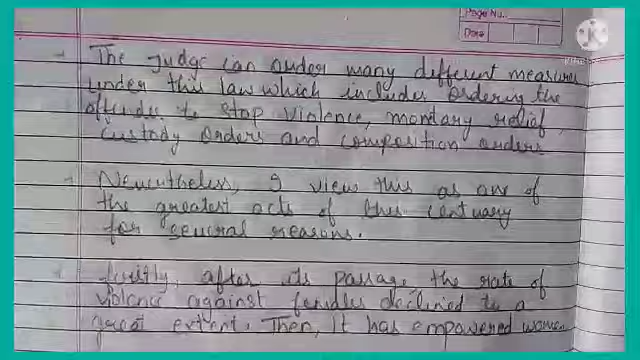 Page No.
Date
The Judge can order many different measures
under this law which includes ordering the
offender to stop violence, montary relief,
custody orders and composition orders
Nevertheless, I view this as one of
the greatest acts of this centuary
for several reasons.
firstly, after its passage, the rate of
violence against females declined to a
great extent. Then, it has empowered women